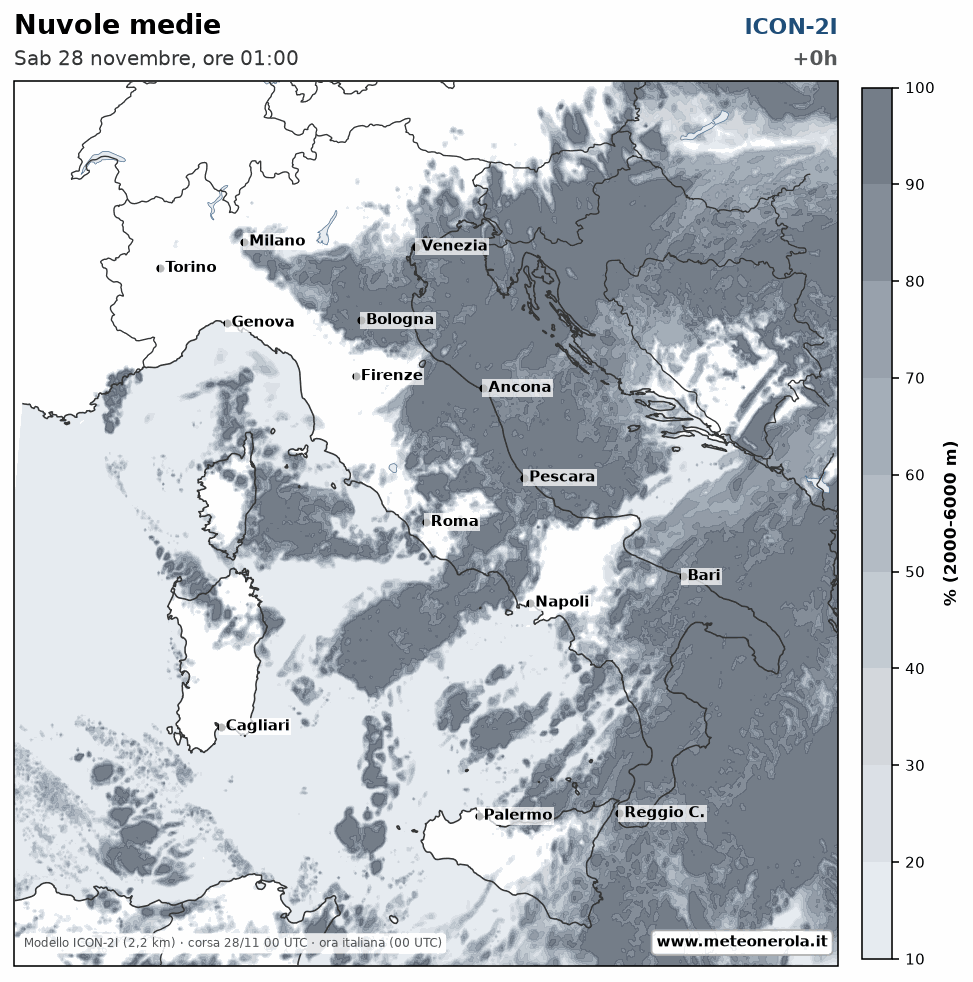 Nuvole medie
ICON-2I
Sab 28 novembre, ore 01:00
+0h
Milano
Venezia
Torino
Genova
Bologna
Firenze
Ancona
Pescara
Roma
Bari
Napoli
Cagliari
Palermo
Reggio C.
Modello ICON-2I (2,2 km) · corsa 28/11 00 UTC · ora italiana (00 UTC)
www.meteonerola.it
100
90
80
70
60
50
40
30
20
10
% (2000-6000 m)